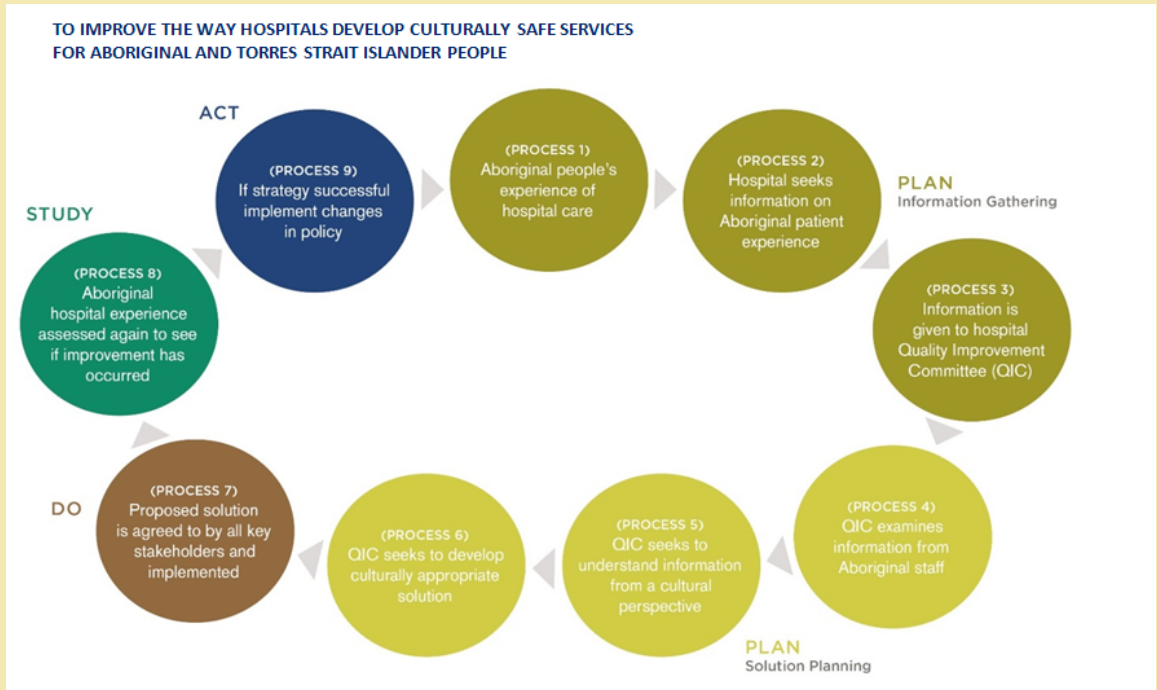 TO IMPROVE THE WAY HOSPITALS DEVELOP CULTURALLY SAFE SERVICES
FOR ABORIGINAL AND TORRES STRAIT ISLANDER PEOPLE
ACT
(PROCESS 9)
If strategy successful
implement changes
in policy
(PROCESS 1)
Aboriginal people's
experience of
hospital care
(PROCESS 2)
Hospital seeks
information on
Aboriginal patient
experience
PLAN
Information Gathering
(PROCESS 3)
Information is
given to hospital
Quality Improvement
Committee (QIC)
(PROCESS 4)
QIC examines
information from
Aboriginal staff
(PROCESS 5)
QIC seeks to
understand information
from a cultural
perspective
PLAN
Solution Planning
(PROCESS 6)
QIC seeks to develop
culturally appropriate
solution
DO
(PROCESS 7)
Proposed solution
is agreed to by all key
stakeholders and
implemented
STUDY
(PROCESS 8)
Aboriginal
hospital experience
assessed again to see
if improvement has
occurred